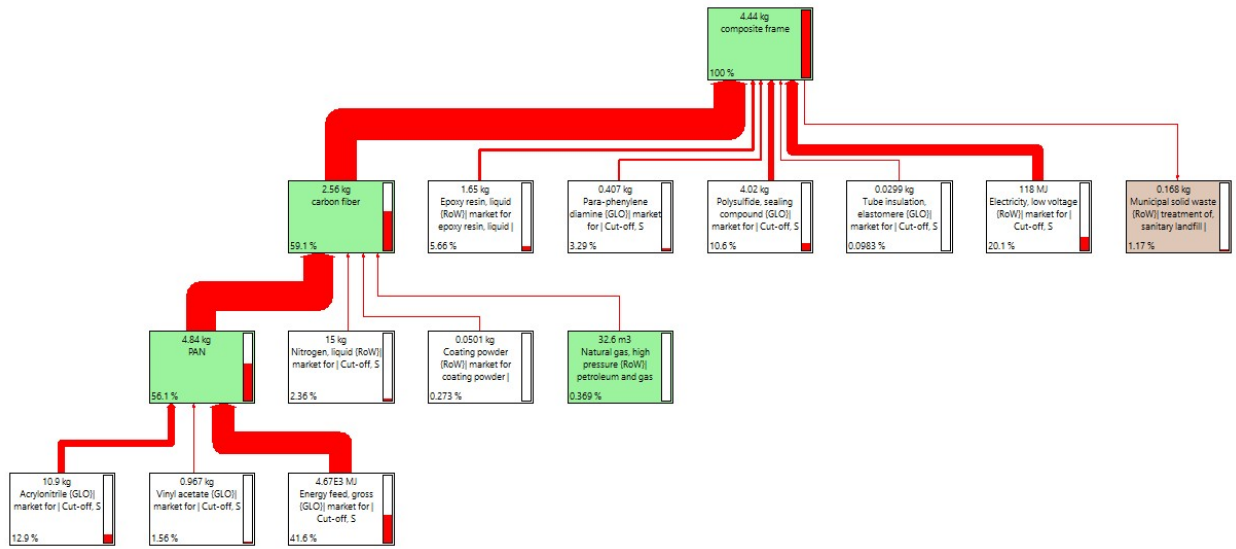 4.44 kg
composite frame
100 %
2.56 kg
carbon fiber
59.1 %
1.65 kg
Epoxy resin, liquid
{RoW}| market for
epoxy resin, liquid |
5.66 %
0.407 kg
Para-phenylene
diamine {GLO}| market
for | Cut-off, S
3.29 %
4.02 kg
Polysulfide, sealing
compound {GLO}|
market for | Cut-off, S
10.6 %
0.0299 kg
Tube insulation,
elastomere {GLO}|
market for | Cut-off, S
0.0983 %
118 MJ
Electricity, low voltage
{RoW}| market for |
Cut-off, S
20.1 %
0.168 kg
Municipal solid waste
{RoW}| treatment of,
sanitary landfill |
1.17 %
4.84 kg
PAN
56.1 %
15 kg
Nitrogen, liquid {RoW}|
market for | Cut-off, S
2.36 %
0.0501 kg
Coating powder
{RoW}| market for
coating powder |
0.273 %
32.6 m3
Natural gas, high
pressure {RoW}|
petroleum and gas
0.369 %
10.9 kg
Acrylonitrile {GLO}|
market for | Cut-off, S
12.9 %
0.967 kg
Vinyl acetate {GLO}|
market for | Cut-off, S
1.56 %
4.67E3 MJ
Energy feed, gross
{GLO}| market for |
Cut-off, S
41.6 %